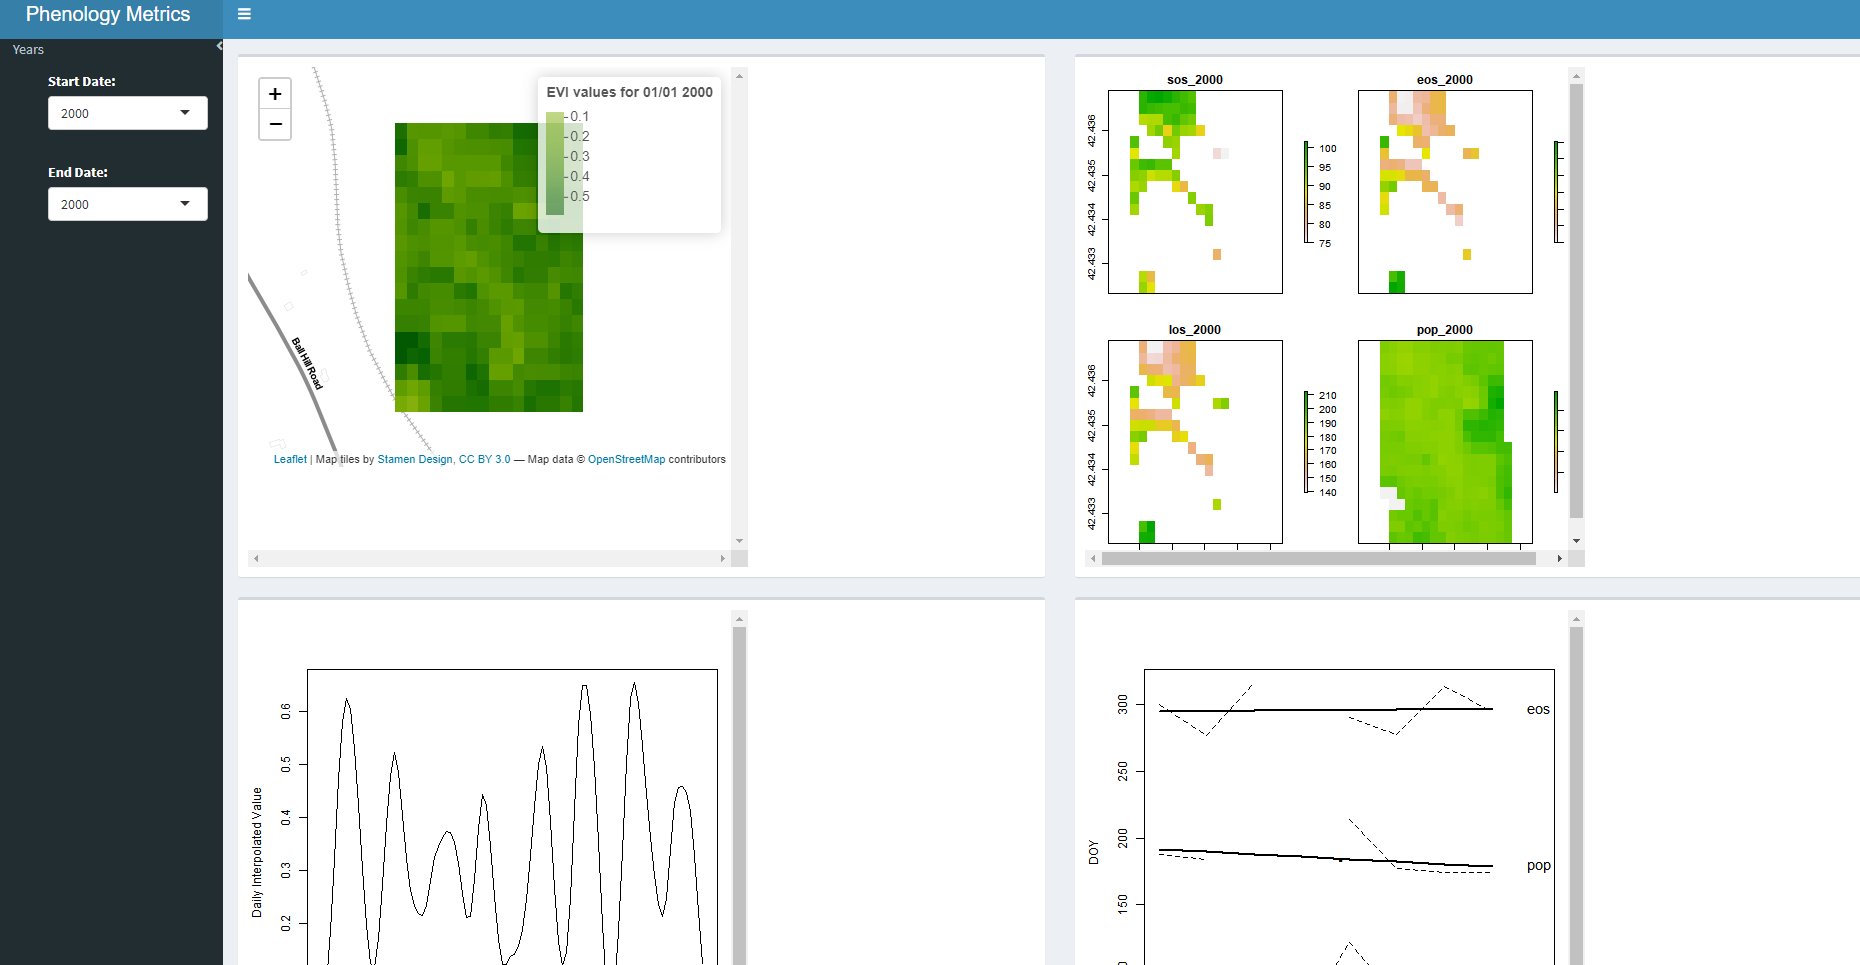 Phenology Metrics
Years
Start Date:
2000
End Date:
2000
+
−
EVI values for 01/01 2000
0.1
0.2
0.3
0.4
0.5
Ball Hill Road
Leaflet | Map tiles by Stamen Design, CC BY 3.0 — Map data © OpenStreetMap contributors
sos_2000
42.436
42.435
42.434
42.433
100
95
90
85
80
75
eos_2000
los_2000
42.436
42.435
42.434
42.433
210
200
190
180
170
160
150
140
pop_2000
Daily Interpolated Value
0.6
0.5
0.4
0.3
0.2
DOY
300
250
200
150
eos
pop